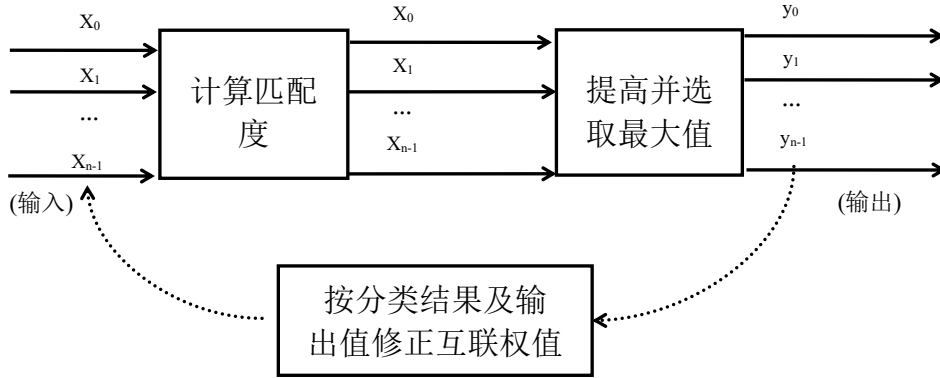 X₀
X₁
...
Xₙ₋₁
(输入)
计算匹配
度
X₀
X₁
...
Xₙ₋₁
提高并选
取最大值
y₀
y₁
...
yₙ₋₁
(输出)
按分类结果及输
出值修正互联权值